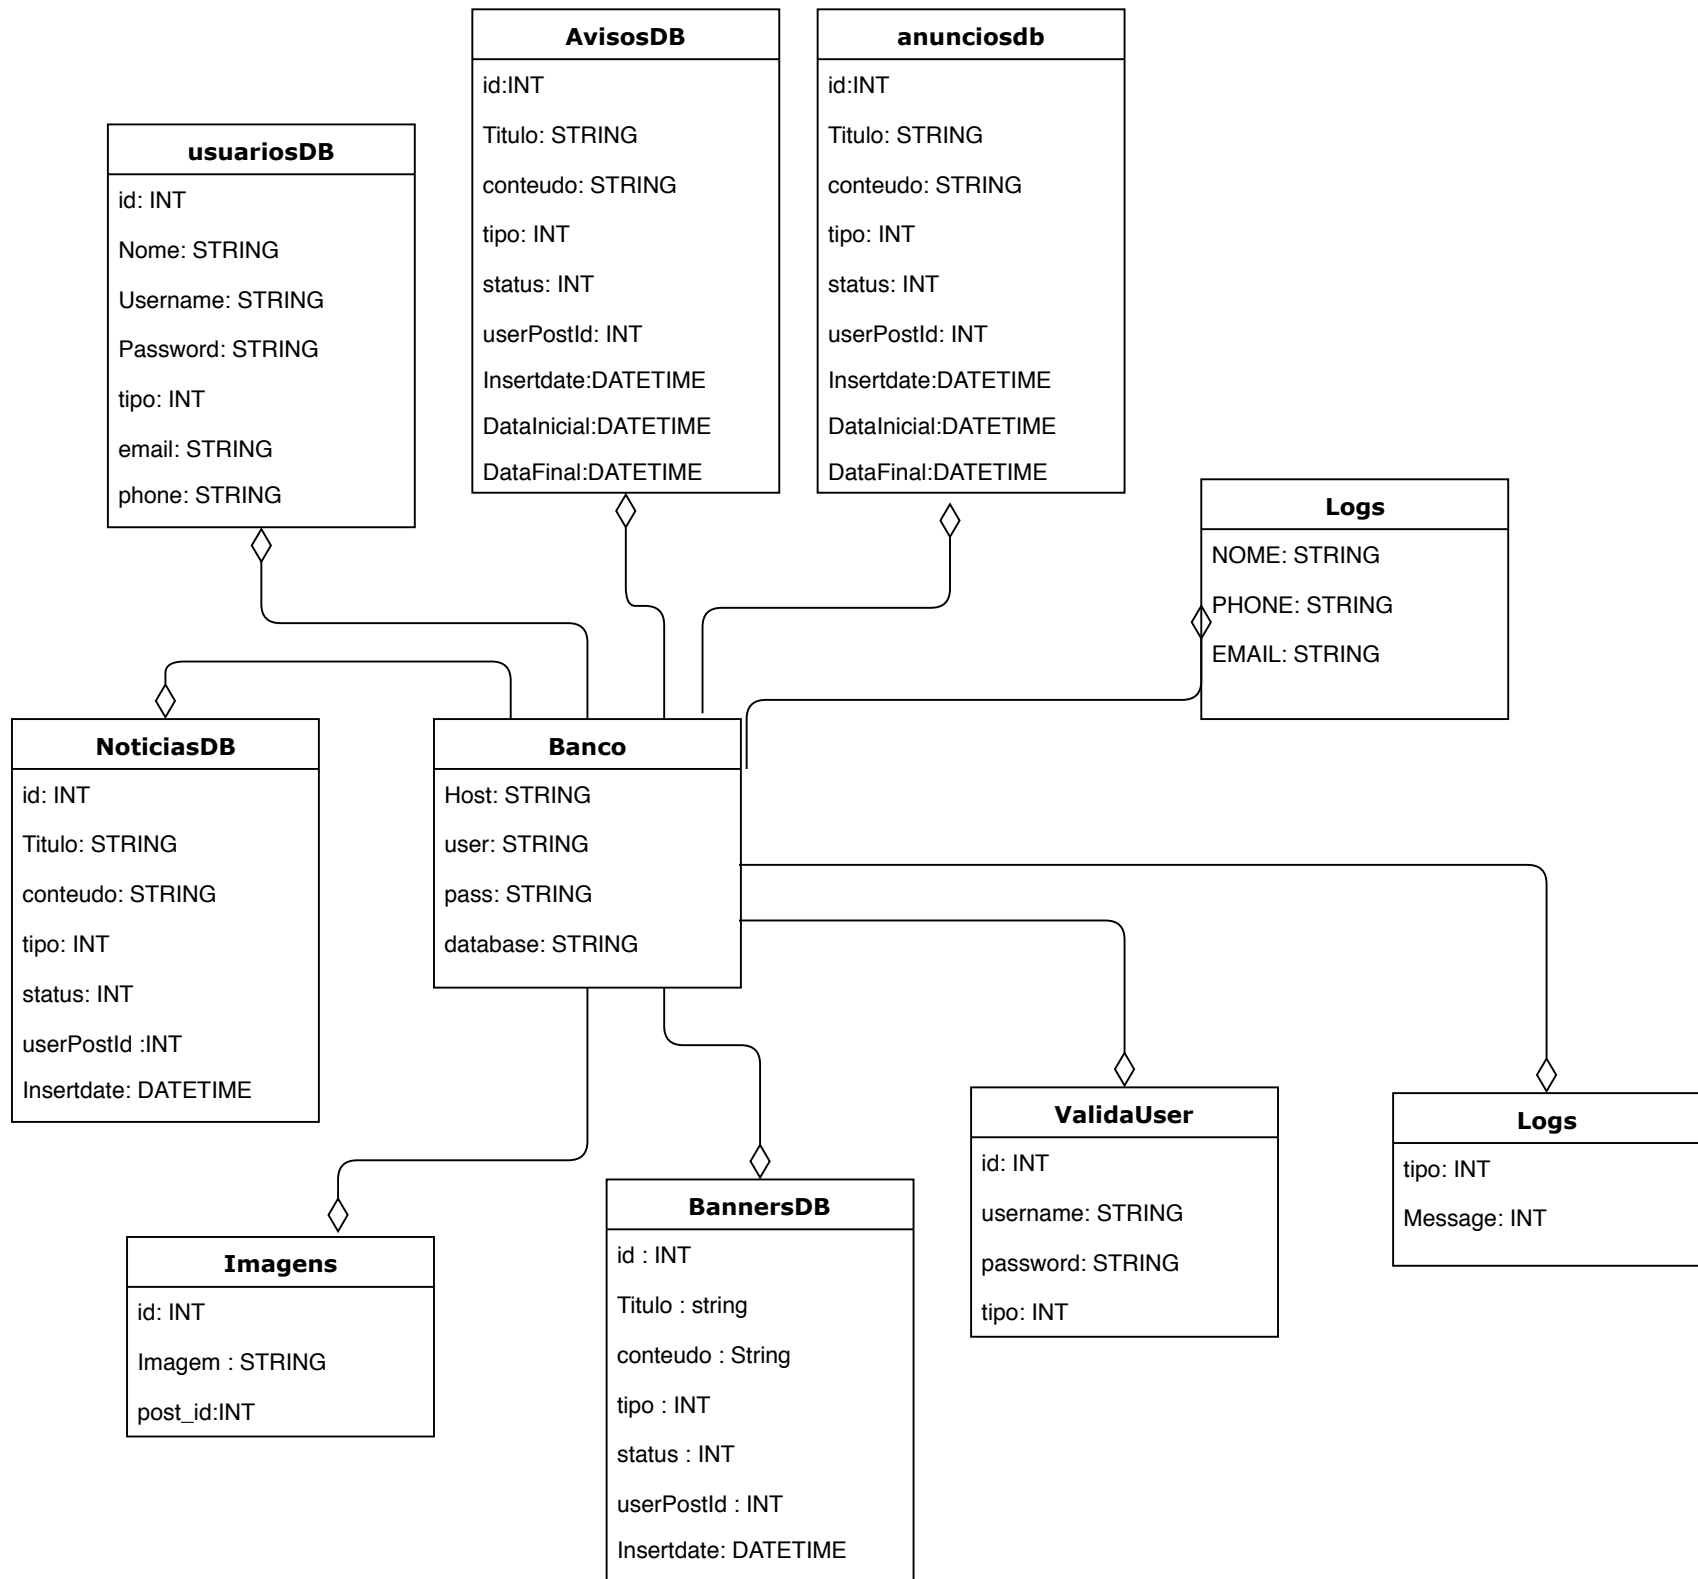 AvisosDB
id:INT
Titulo: STRING
conteudo: STRING
tipo: INT
status: INT
userPostId: INT
Insertdate:DATETIME
DataInicial:DATETIME
DataFinal:DATETIME
anunciosdb
id:INT
Titulo: STRING
conteudo: STRING
tipo: INT
status: INT
userPostId: INT
Insertdate:DATETIME
DataInicial:DATETIME
DataFinal:DATETIME
usuariosDB
id: INT
Nome: STRING
Username: STRING
Password: STRING
tipo: INT
email: STRING
phone: STRING
Logs
NOME: STRING
PHONE: STRING
EMAIL: STRING
NoticiasDB
id: INT
Titulo: STRING
conteudo: STRING
tipo: INT
status: INT
userPostId :INT
Insertdate: DATETIME
Banco
Host: STRING
user: STRING
pass: STRING
database: STRING
ValidaUser
id: INT
username: STRING
password: STRING
tipo: INT
Logs
tipo: INT
Message: INT
Imagens
id: INT
Imagem : STRING
post_id:INT
BannersDB
id : INT
Titulo : string
conteudo : String
tipo : INT
status : INT
userPostId : INT
Insertdate: DATETIME